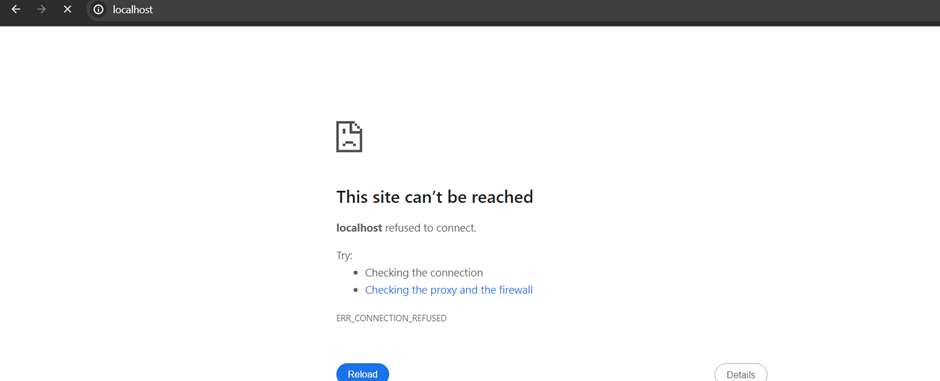 localhost
This site can’t be reached
localhost refused to connect.
Try:
Checking the connection
Checking the proxy and the firewall
ERR_CONNECTION_REFUSED
Reload
Details